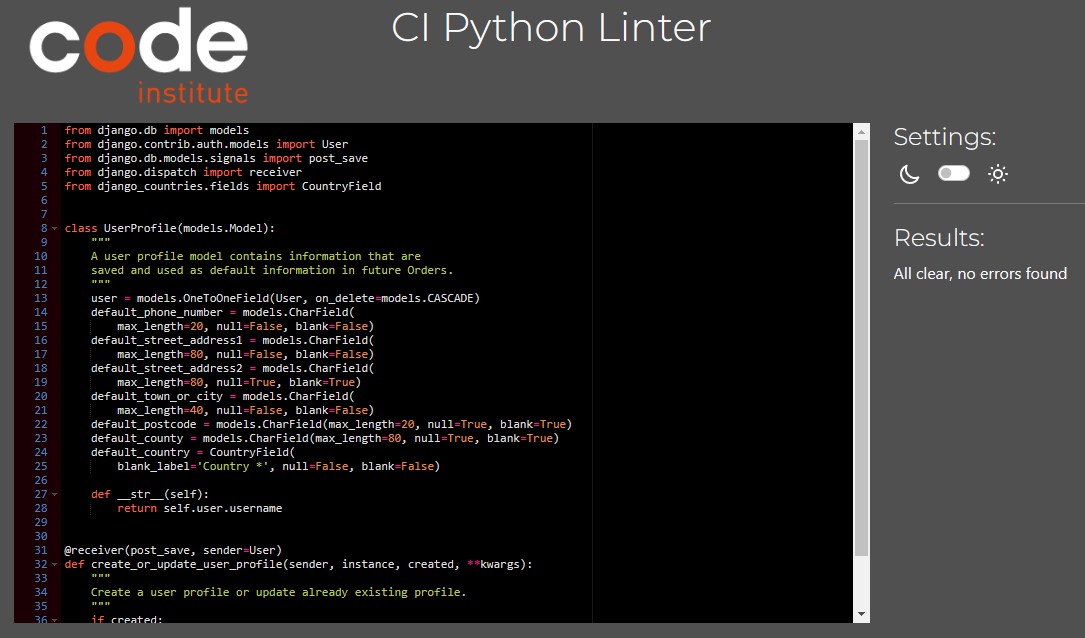 code
institute
CI Python Linter
1 from django.db import models
2 from django.contrib.auth.models import User
3 from django.db.models.signals import post_save
4 from django.dispatch import receiver
5 from django_countries.fields import CountryField
6
7
8 class UserProfile(models.Model):
9 """
10 A user profile model contains information that are
11 saved and used as default information in future Orders.
12 """
13 user = models.OneToOneField(User, on_delete=models.CASCADE)
14 default_phone_number = models.CharField(
15 max_length=20, null=False, blank=False)
16 default_street_address1 = models.CharField(
17 max_length=80, null=False, blank=False)
18 default_street_address2 = models.CharField(
19 max_length=80, null=True, blank=True)
20 default_town_or_city = models.CharField(
21 max_length=40, null=False, blank=False)
22 default_postcode = models.CharField(max_length=20, null=True, blank=True)
23 default_county = models.CharField(max_length=80, null=True, blank=True)
24 default_country = CountryField(
25 blank_label='Country *', null=False, blank=False)
26
27 def __str__(self):
28 return self.user.username
29
30
31 @receiver(post_save, sender=User)
32 def create_or_update_user_profile(sender, instance, created, **kwargs):
33 """
34 Create a user profile or update already existing profile.
35 """
36 if created:
Settings:
Results:
All clear, no errors found